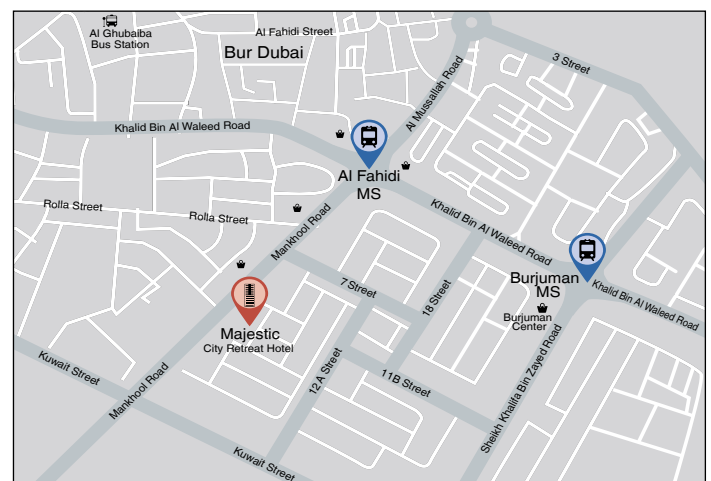 Al Ghubaiba
Bus Station
Al Fahidi Street
Bur Dubai
3 Street
Al Mussallah Road
Khalid Bin Al Waleed Road
Al Fahidi
MS
Rolla Street
Rolla Street
Mankhool Road
Khalid Bin Al Waleed Road
7 Street
18 Street
Burjuman
MS
Khalid Bin Al Waleed Road
Burjuman
Center
Majestic
City Retreat Hotel
Kuwait Street
Mankhool Road
12 A Street
11B Street
Sheikh Khalifa Bin Zayed Road
Kuwait Street